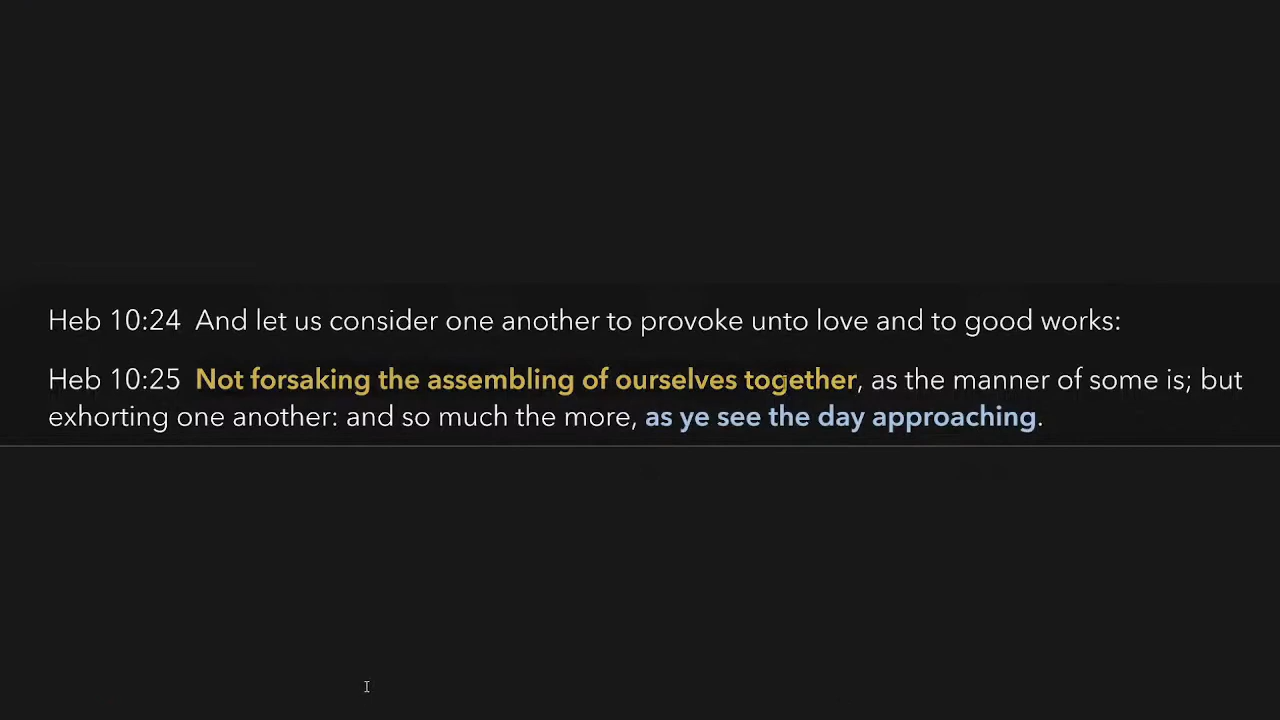 Heb 10:24 And let us consider one another to provoke unto love and to good works:
Heb 10:25 Not forsaking the assembling of ourselves together, as the manner of some is; but
exhorting one another: and so much the more, as ye see the day approaching.